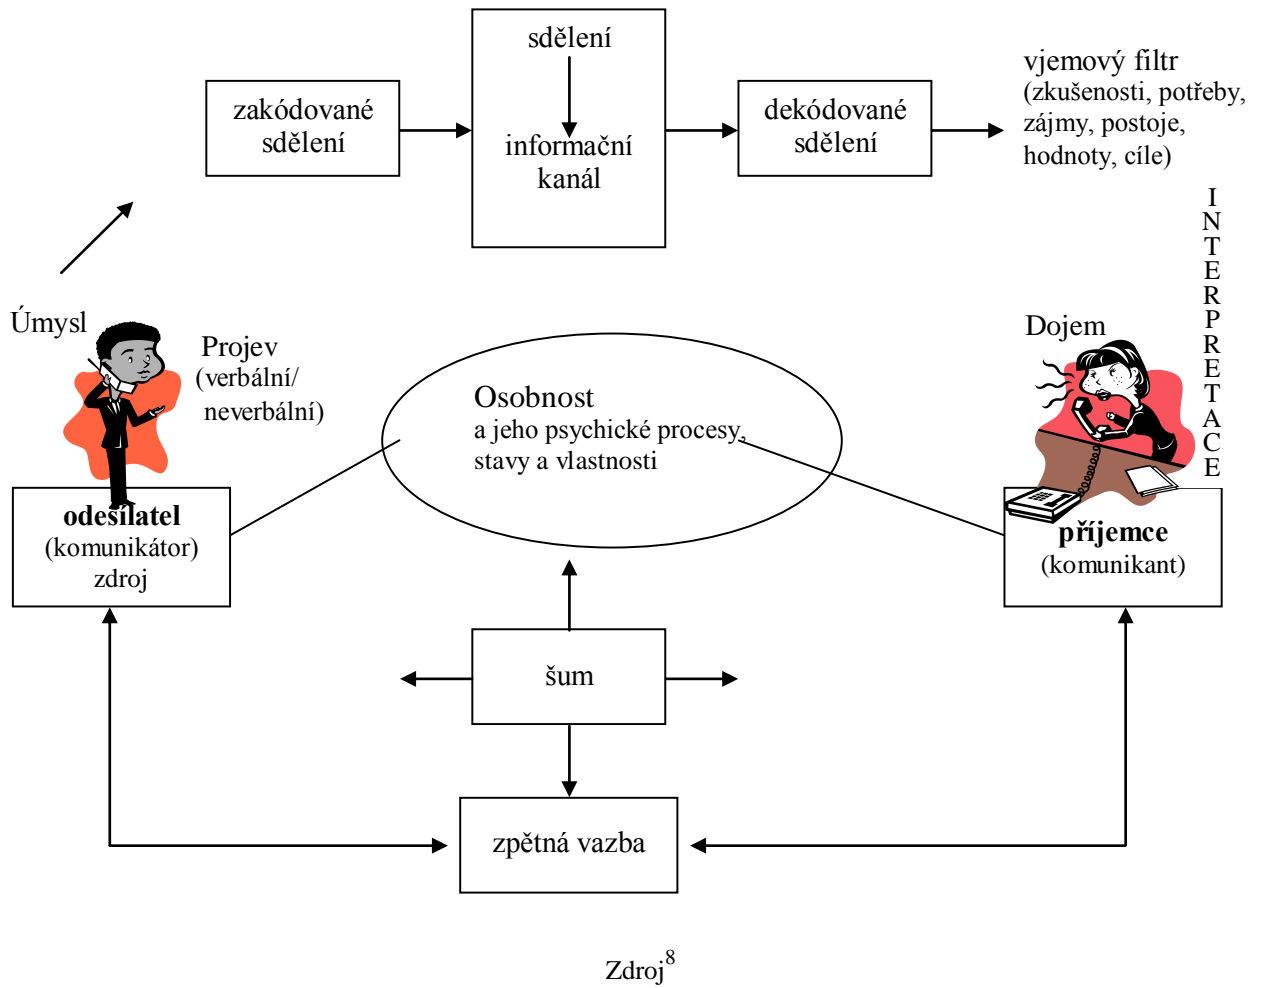 sdělení
informační
kanál
zakódované
sdělení
dekódované
sdělení
vjemový filtr
(zkušenosti, potřeby,
zájmy, postoje,
hodnoty, cíle)
INTERPRETACE
Úmysl
Projev
(verbální/
neverbální)
Osobnost
a jeho psychické procesy,
stavy a vlastnosti
Dojem
odesílatel
(komunikátor)
zdroj
příjemce
(komunikant)
šum
zpětná vazba
Zdroj⁸